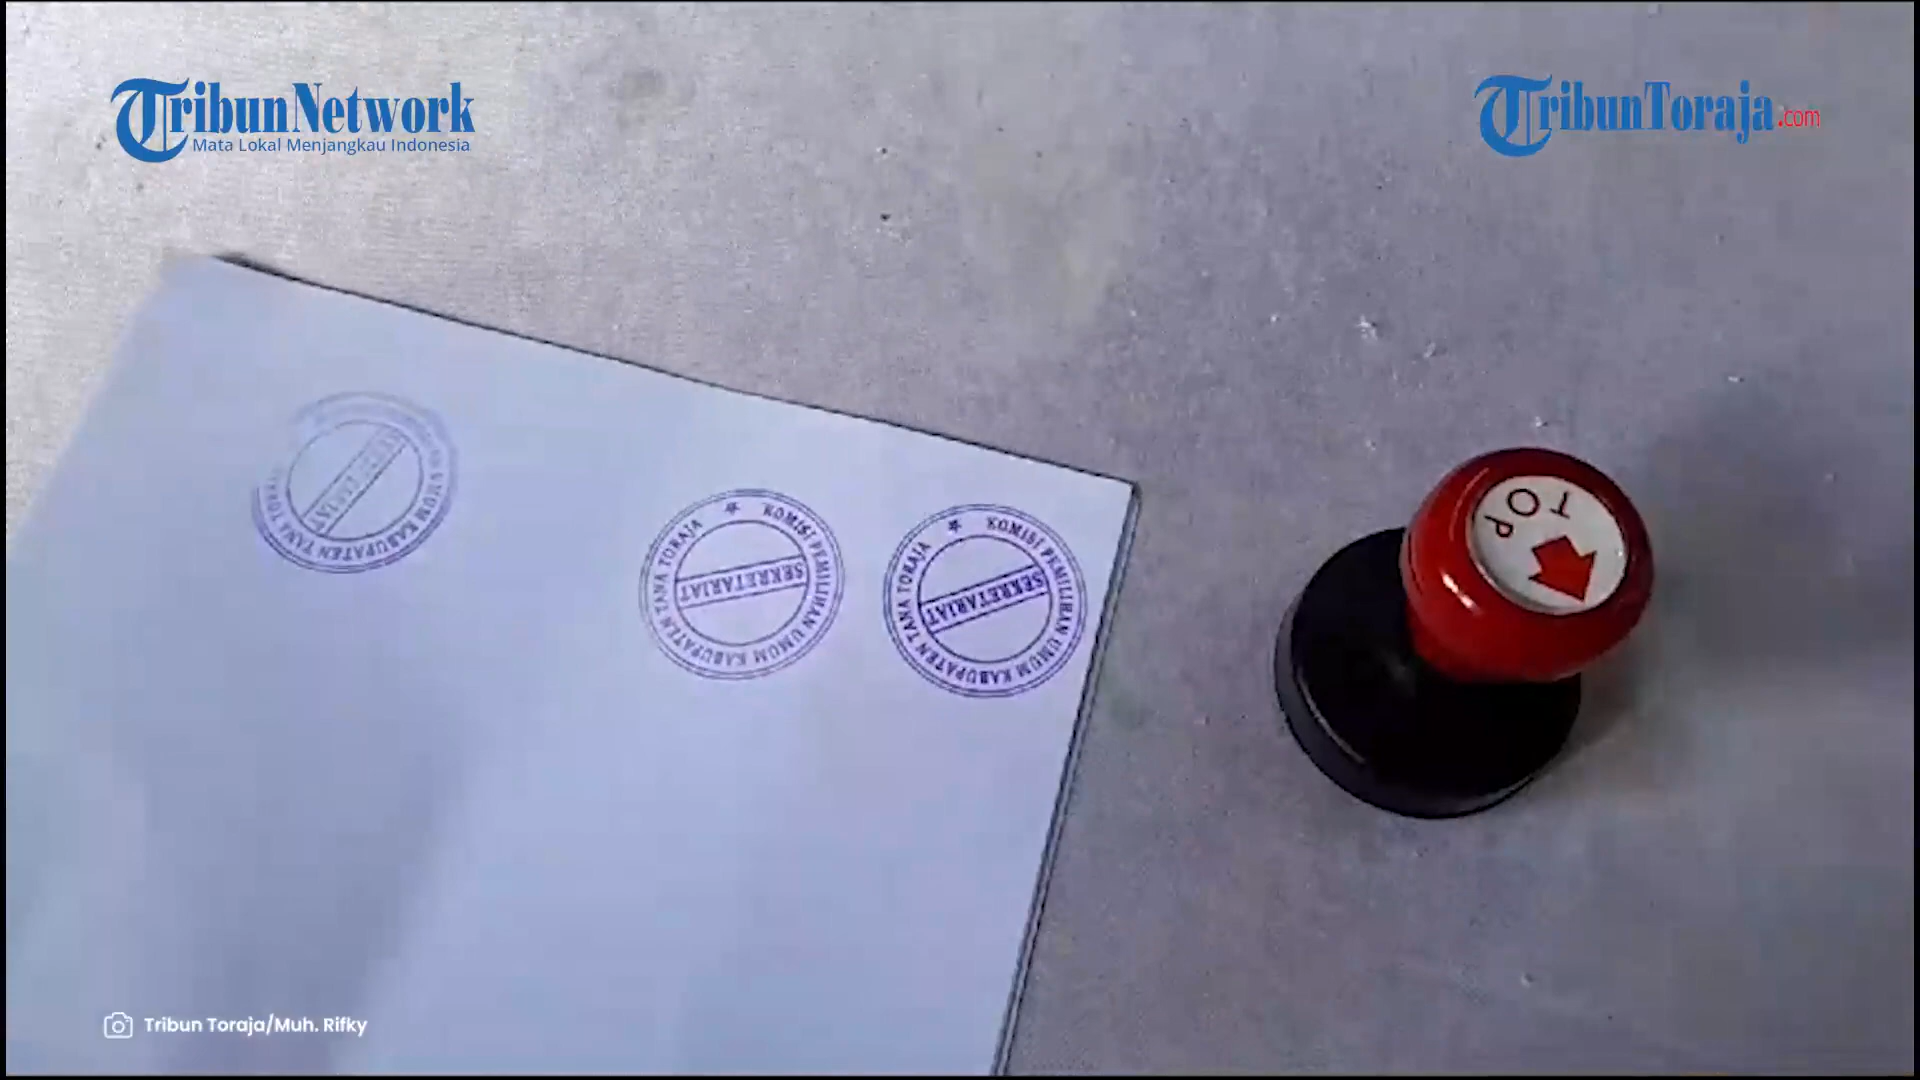 TribunNetwork
Mata Lokal Menjangkau Indonesia
TribunToraja.com
UMUM KABUPATEN TANA TORAJA
SEKRETARIAT
KOMISI PEMILIHAN UMUM KABUPATEN TANA TORAJA
SEKRETARIAT
KOMISI PEMILIHAN UMUM KABUPATEN TANA TORAJA
SEKRETARIAT
TOP
Tribun Toraja/Muh. Rifky